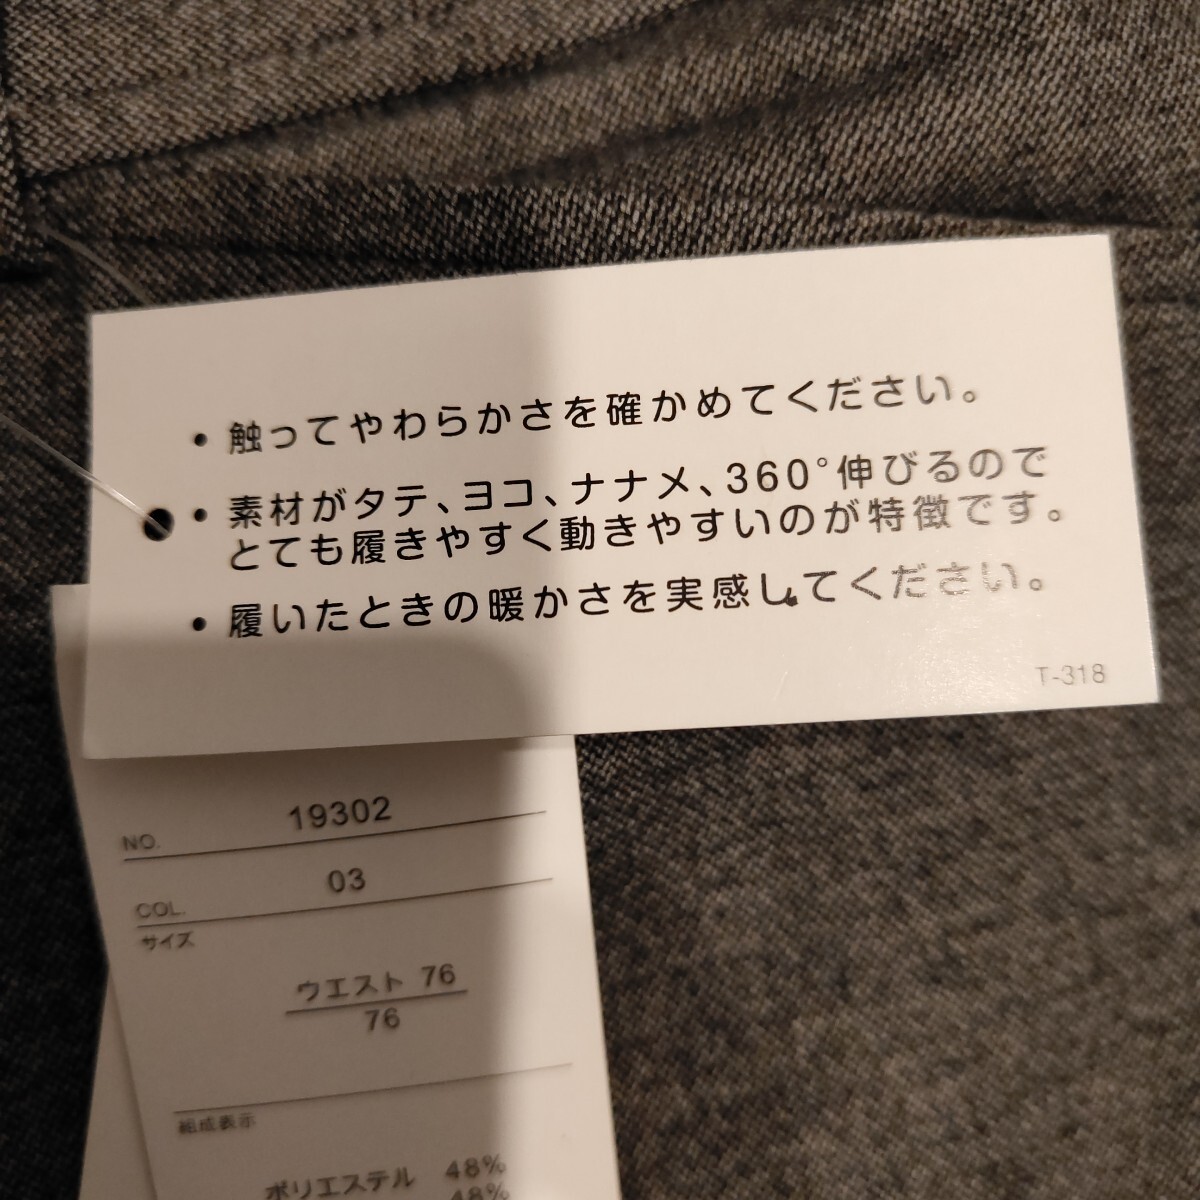 ・触ってやわらかさを確かめてください。
・素材がタテ、ヨコ、ナナメ、360°伸びるので
とても履きやすく動きやすいのが特徴です。
・履いたときの暖かさを実感してください。
T-318
NO. 19302
COL. 03
サイズ
ウエスト 76
76
組成表示
ポリエステル 48%
48%